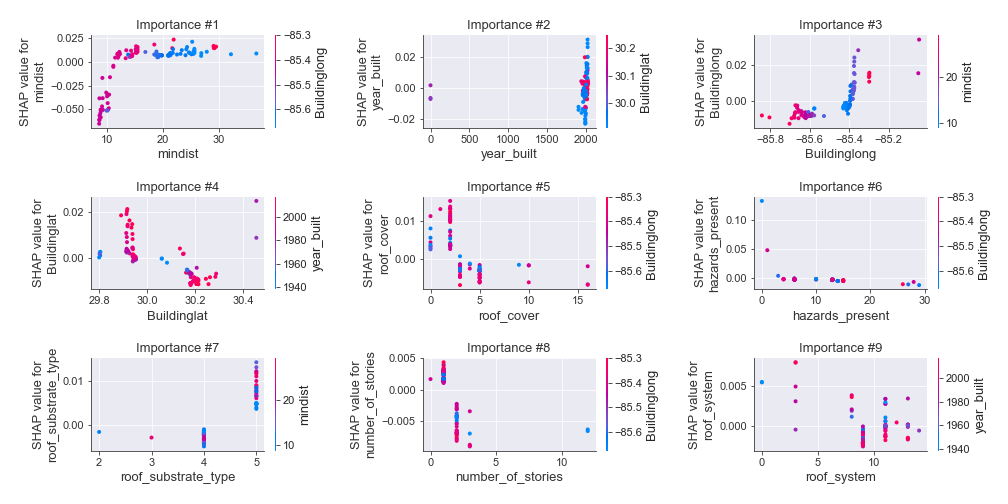 Importance #1
SHAP value for
mindist
0.025
0.000
−0.025
−0.050
10
20
30
mindist
−85.3
−85.4
−85.5
−85.6
Buildinglong
Importance #2
SHAP value for
year_built
0.02
0.00
−0.02
0
500
1000
1500
2000
year_built
30.2
30.1
30.0
Buildinglat
Importance #3
SHAP value for
Buildinglong
0.02
0.00
−85.8
−85.6
−85.4
−85.2
Buildinglong
20
10
mindist
Importance #4
SHAP value for
Buildinglat
0.02
0.00
29.8
30.0
30.2
30.4
Buildinglat
2000
1980
1960
1940
year_built
Importance #5
SHAP value for
roof_cover
0.01
0.00
0
5
10
15
roof_cover
−85.3
−85.4
−85.5
−85.6
Buildinglong
Importance #6
SHAP value for
hazards_present
0.10
0.05
0.00
0
10
20
30
hazards_present
−85.3
−85.4
−85.5
−85.6
Buildinglong
Importance #7
SHAP value for
roof_substrate_type
0.01
0.00
2
3
4
5
roof_substrate_type
20
10
mindist
Importance #8
SHAP value for
number_of_stories
0.005
0.000
−0.005
0
5
10
number_of_stories
−85.3
−85.4
−85.5
−85.6
Buildinglong
Importance #9
SHAP value for
roof_system
0.005
0.000
0
5
10
roof_system
2000
1980
1960
1940
year_built